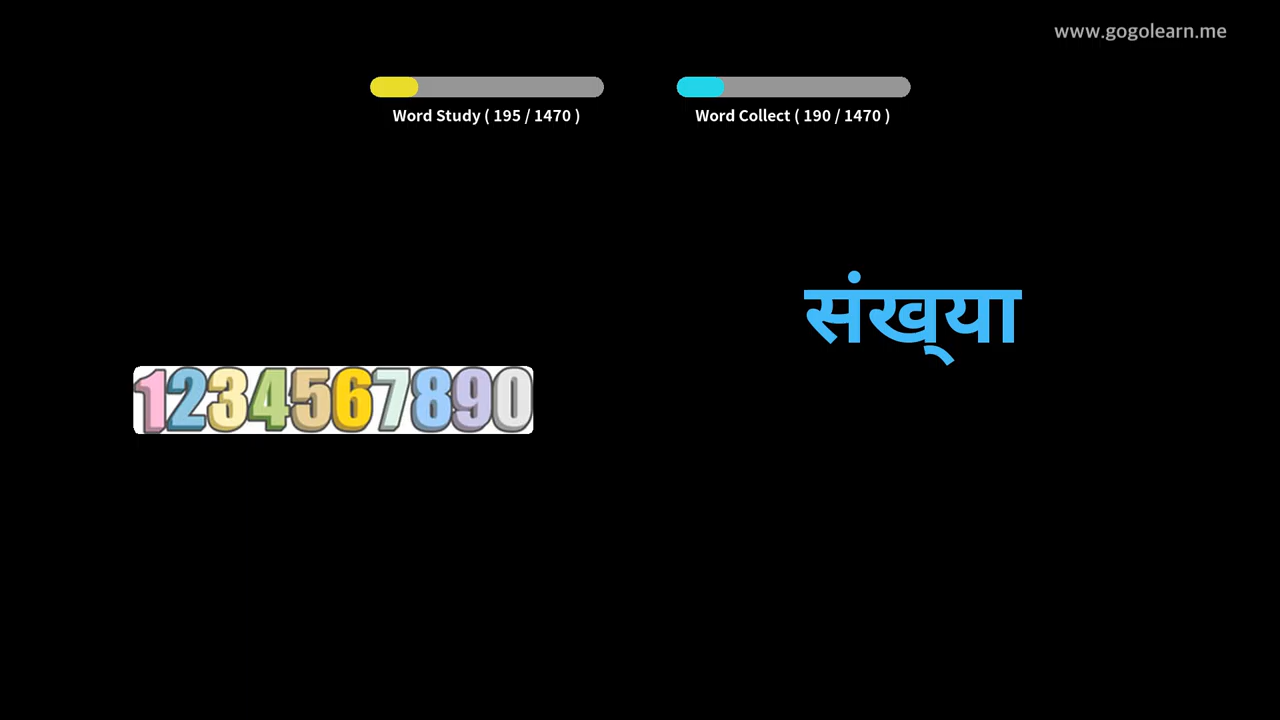 www.gogolearn.me
Word Study ( 195 / 1470 )
Word Collect ( 190 / 1470 )
संख्‌या
1234567890